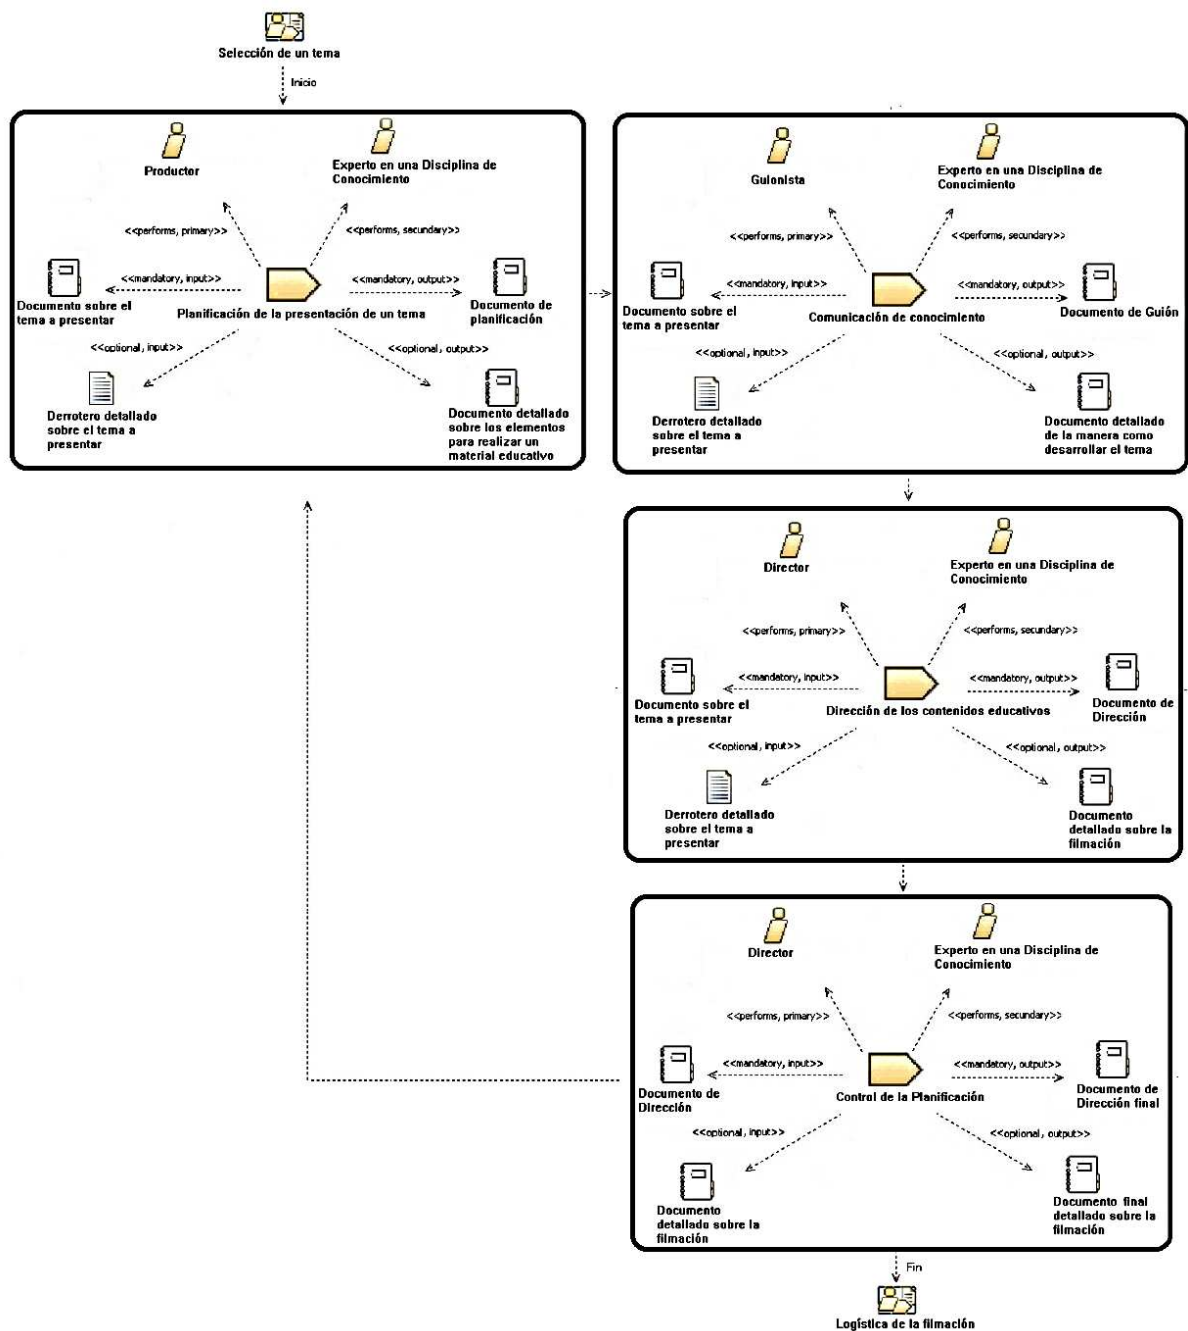 Selección de un tema
Inicio
Productor
Experto en una Disciplina de
Conocimiento
<<performs, primary>>
<<performs, secundary>>
<<mandatory, input>>
<<mandatory, output>>
Documento sobre el
tema a presentar
Planificación de la presentación de un tema
Documento de
planificación
<<optional, input>>
<<optional, output>>
Derrotero detallado
sobre el tema a
presentar
Documento detallado
sobre los elementos
para realizar un
material educativo
Guionista
Experto en una Disciplina de
Conocimiento
<<performs, primary>>
<<performs, secundary>>
<<mandatory, input>>
<<mandatory, output>>
Documento sobre el
tema a presentar
Comunicación de conocimiento
Documento de Guión
<<optional, input>>
<<optional, output>>
Derrotero detallado
sobre el tema a
presentar
Documento detallado
de la manera como
desarrollar el tema
Director
Experto en una Disciplina de
Conocimiento
<<performs, primary>>
<<performs, secundary>>
<<mandatory, input>>
<<mandatory, output>>
Documento sobre el
tema a presentar
Dirección de los contenidos educativos
Documento de
Dirección
<<optional, input>>
<<optional, output>>
Derrotero detallado
sobre el tema a
presentar
Documento
detallado sobre la
filmación
Director
Experto en una Disciplina de
Conocimiento
<<performs, primary>>
<<performs, secundary>>
<<mandatory, input>>
<<mandatory, output>>
Documento de
Dirección
Control de la Planificación
Documento de
Dirección final
<<optional, input>>
<<optional, output>>
Documento
detallado sobre la
filmación
Documento final
detallado sobre la
filmación
Fin
Logística de la filmación